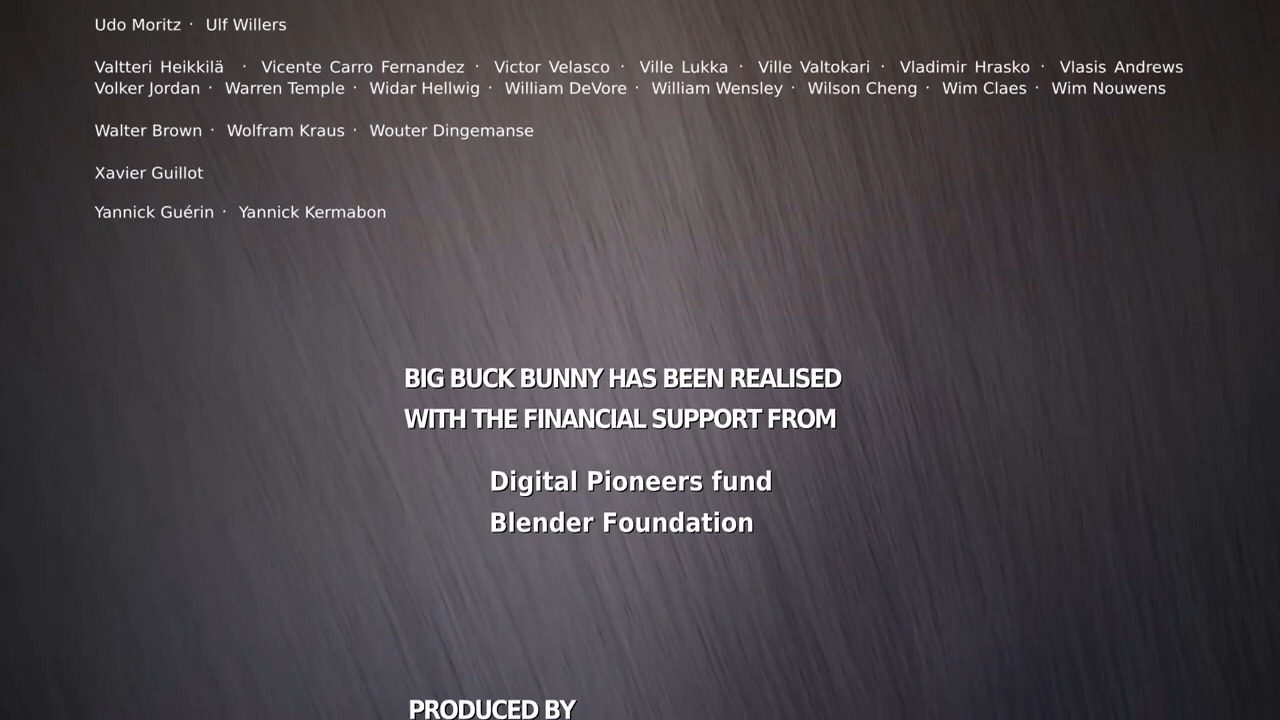 Udo Moritz · Ulf Willers
Valtteri Heikkilä · Vicente Carro Fernandez · Victor Velasco · Ville Lukka · Ville Valtokari · Vladimir Hrasko · Vlasis Andrews
Volker Jordan · Warren Temple · Widar Hellwig · William DeVore · William Wensley · Wilson Cheng · Wim Claes · Wim Nouwens
Walter Brown · Wolfram Kraus · Wouter Dingemanse
Xavier Guillot
Yannick Guérin · Yannick Kermabon
BIG BUCK BUNNY HAS BEEN REALISED
WITH THE FINANCIAL SUPPORT FROM
Digital Pioneers fund
Blender Foundation
PRODUCED BY